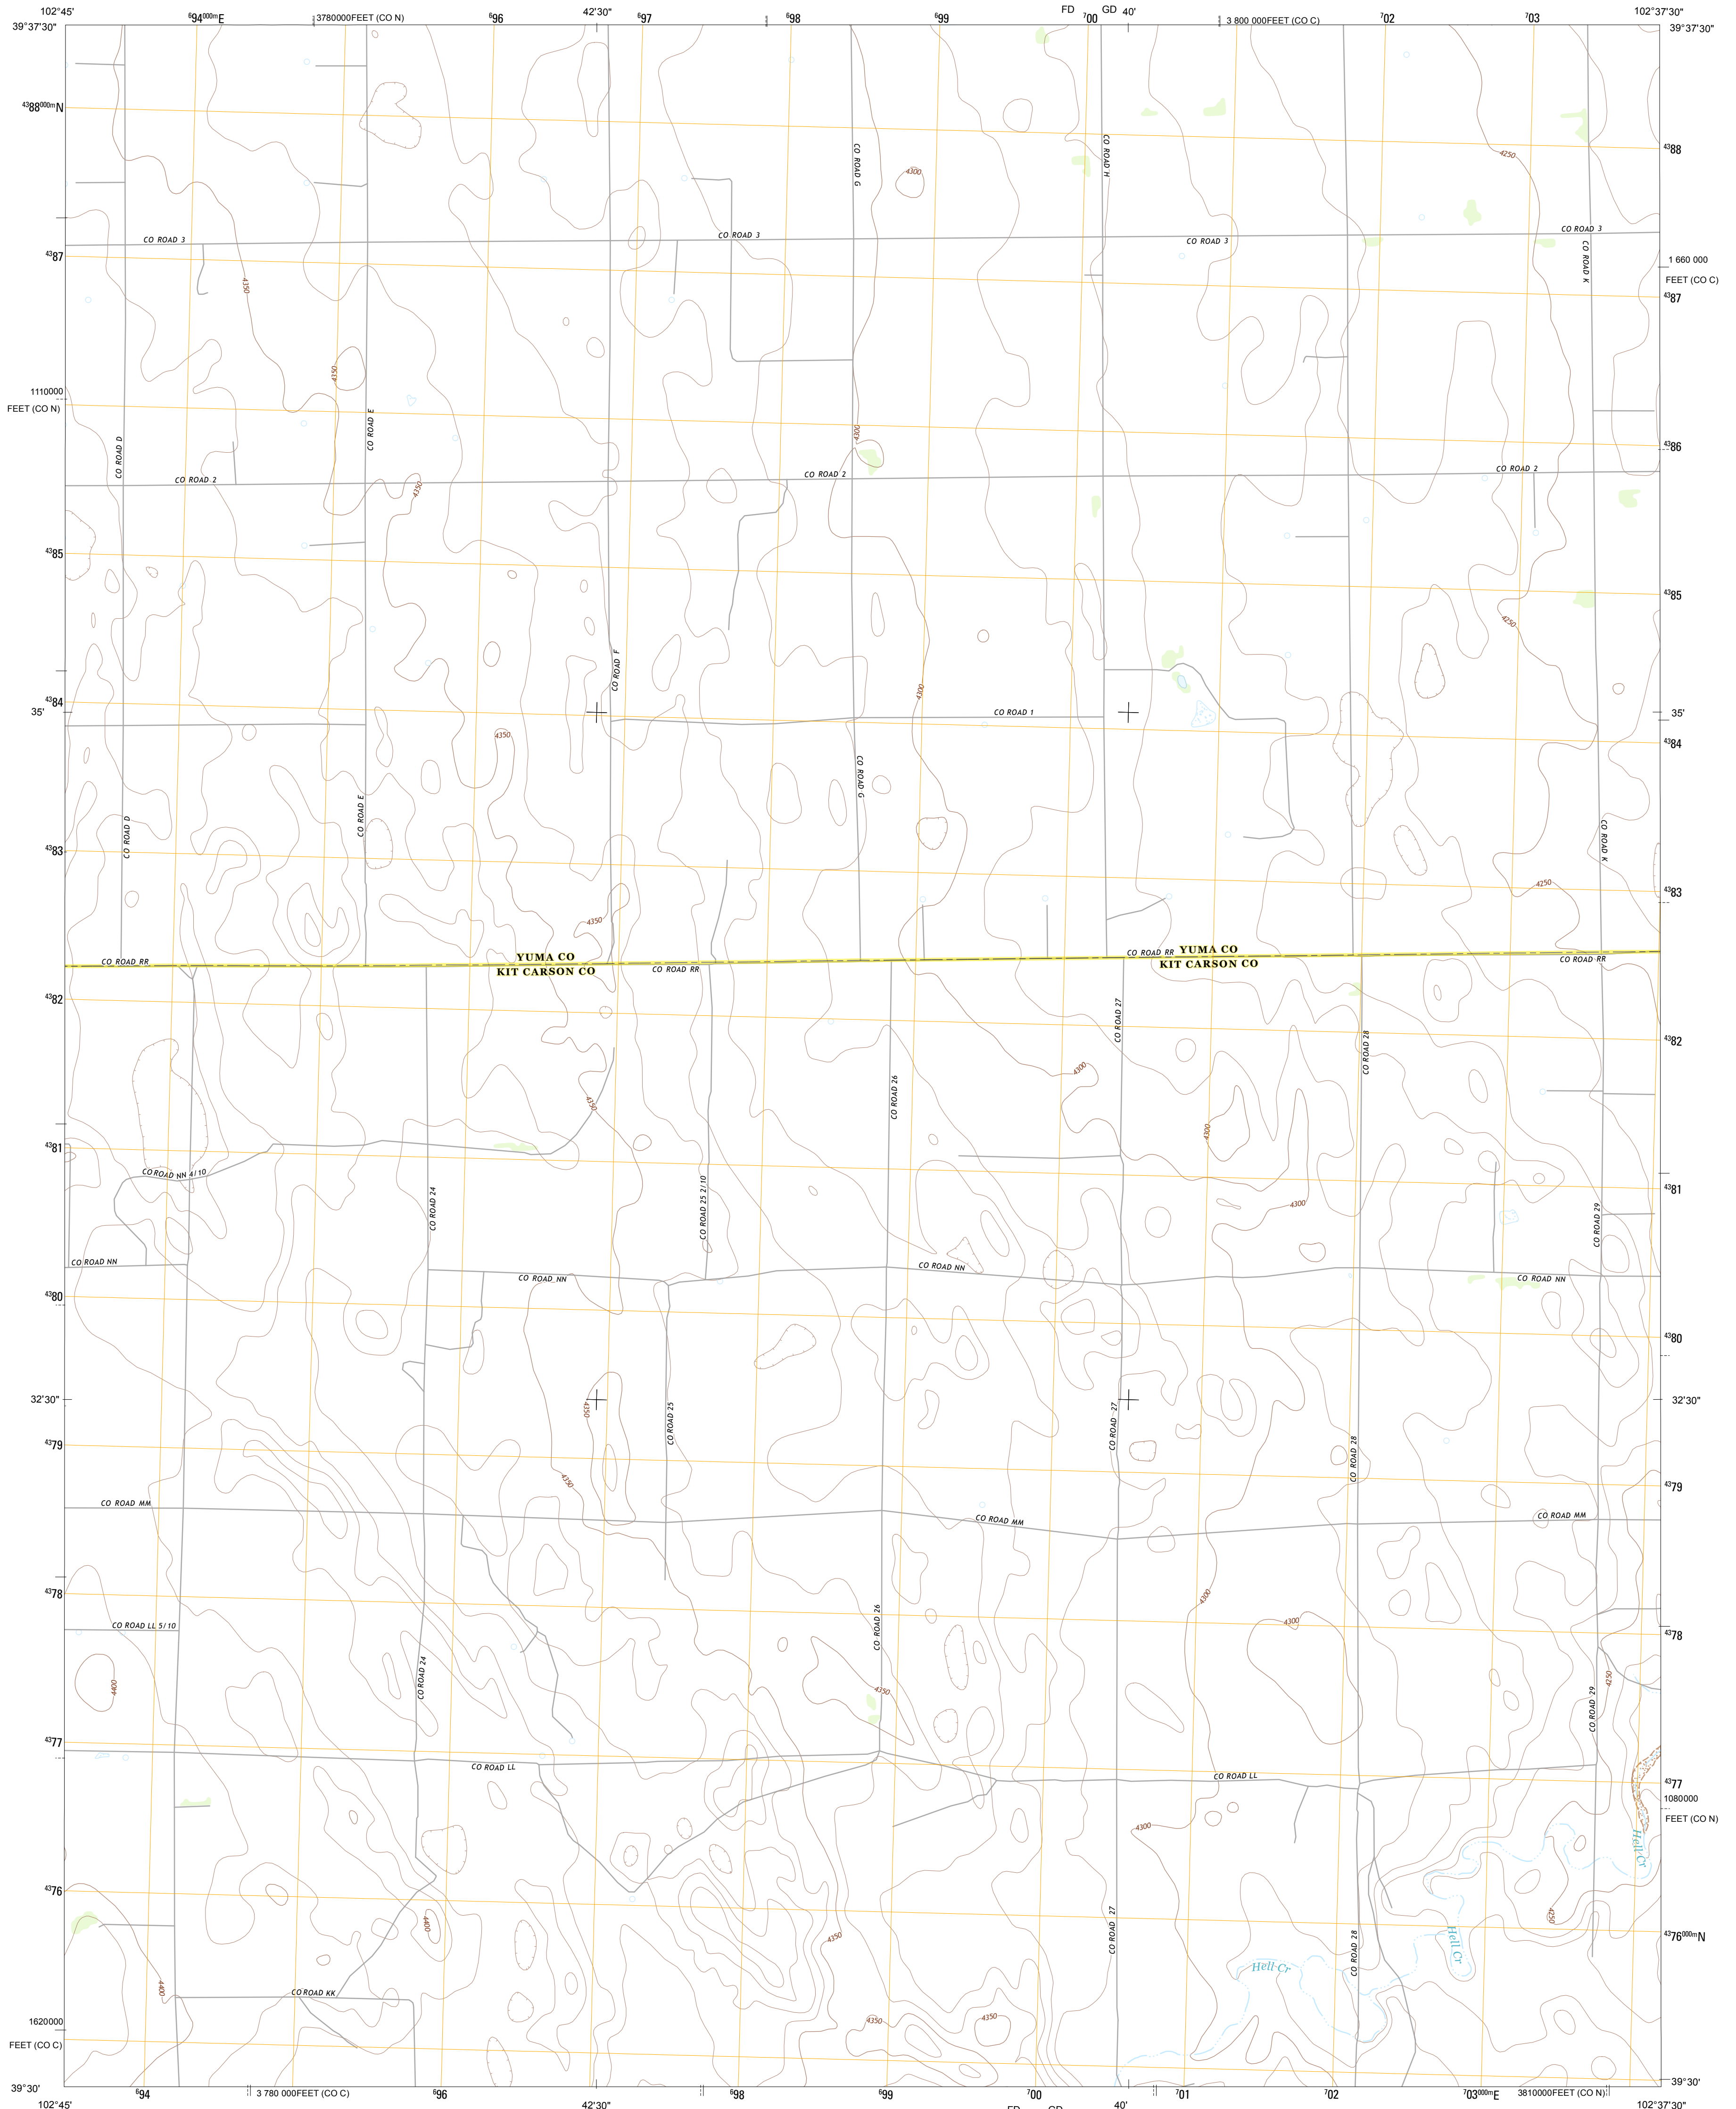 102°45'
⁶94⁰⁰⁰ᵐE
3780000FEET (CO N)
⁶96
42'30"
⁶97
⁶98
⁶99
FD
GD
⁷00
40'
3 800 000FEET (CO C)
⁷02
⁷03
102°37'30"
39°37'30"
39°37'30"
⁴³88⁰⁰⁰ᵐN
CO ROAD G
CO ROAD H
4250
⁴³88
4300
CO ROAD 3
CO ROAD 3
CO ROAD 3
CO ROAD 3
⁴³87
CO ROAD K
1 660 000
FEET (CO C)
4350
⁴³87
4350
1110000
FEET (CO N)
CO ROAD D
CO ROAD E
4300
⁴³86
CO ROAD 2
4350
CO ROAD 2
CO ROAD 2
⁴³85
⁴³85
4250
CO ROAD F
4300
⁴³84
35'
CO ROAD 1
35'
4350
⁴³84
CO ROAD G
CO ROAD D
CO ROAD E
CO ROAD K
⁴³83
4250
⁴³83
4350
CO ROAD RR
YUMA CO
KIT CARSON CO
CO ROAD RR
CO ROAD RR
YUMA CO
KIT CARSON CO
CO ROAD RR
⁴³82
CO ROAD 27
CO ROAD 28
⁴³82
4300
4350
CO ROAD 26
4300
⁴³81
CO ROAD NN 4/10
CO ROAD 24
CO ROAD 25 2/10
4300
CO ROAD 29
⁴³81
CO ROAD NN
CO ROAD NN
CO ROAD NN
CO ROAD NN
⁴³80
⁴³80
32'30"
4350
CO ROAD 25
CO ROAD 27
CO ROAD 28
32'30"
⁴³79
4350
⁴³79
CO ROAD MM
CO ROAD MM
CO ROAD MM
⁴³78
4300
4300
CO ROAD LL 5/10
CO ROAD 26
⁴³78
4400
CO ROAD 24
4350
4250
CO ROAD 29
⁴³77
CO ROAD LL
CO ROAD LL
⁴³77
1080000
FEET (CO N)
4300
Hell Cr
⁴³76
4400
4350
CO ROAD 27
CO ROAD 28
4250
Hell Cr
⁴³76⁰⁰⁰ᵐN
Hell Cr
4400
CO ROAD KK
4350
4350
1620000
FEET (CO C)
39°30'
39°30'
⁶94
3 780 000FEET (CO C)
⁶96
⁶98
⁶99
⁷00
⁷01
⁷02
⁷03⁰⁰⁰ᵐE
3810000FEET (CO N)
102°45'
42'30"
FD
GD
40'
102°37'30"